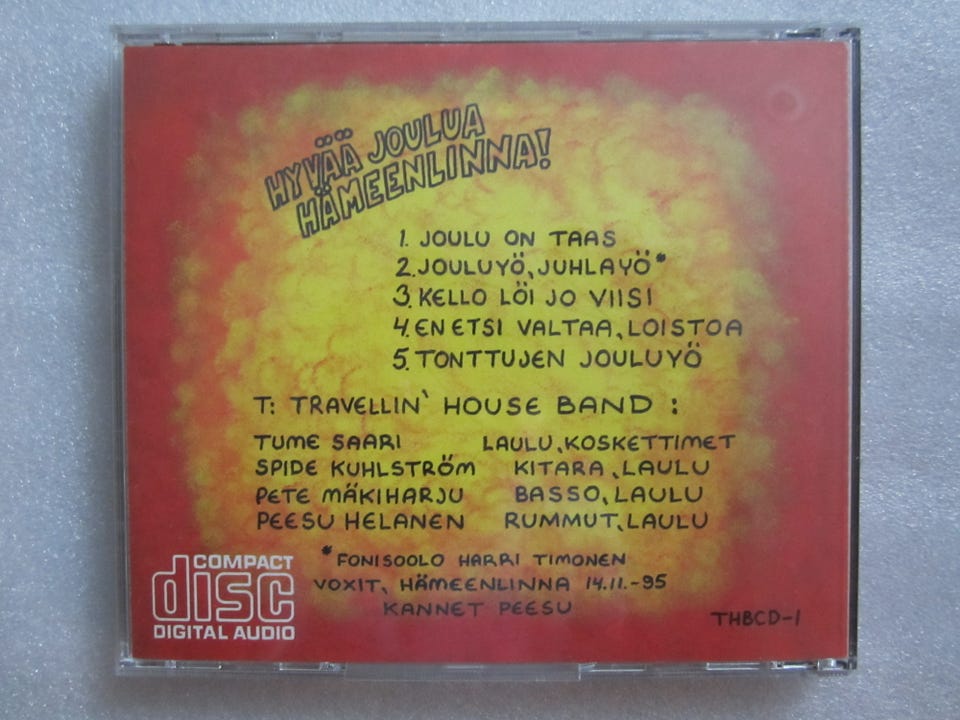 HYVÄÄ JOULUA
HÄMEENLINNA!
1. JOULU ON TAAS
2. JOULUYÖ, JUHLAYÖ*
3. KELLO LÖI JO VIISI
4. EN ETSI VALTAA, LOISTOA
5. TONTTUJEN JOULUYÖ
T: TRAVELLIN' HOUSE BAND :
TUME SAARI LAULU, KOSKETTIMET
SPIDE KUHLSTRÖM KITARA, LAULU
PETE MÄKIHARJU BASSO, LAULU
PEESU HELANEN RUMMUT, LAULU
* FONISOOLO HARRI TIMONEN
VOXIT, HÄMEENLINNA 14.11.-95
KANNET PEESU
COMPACT
disc
DIGITAL AUDIO
THBCD-1